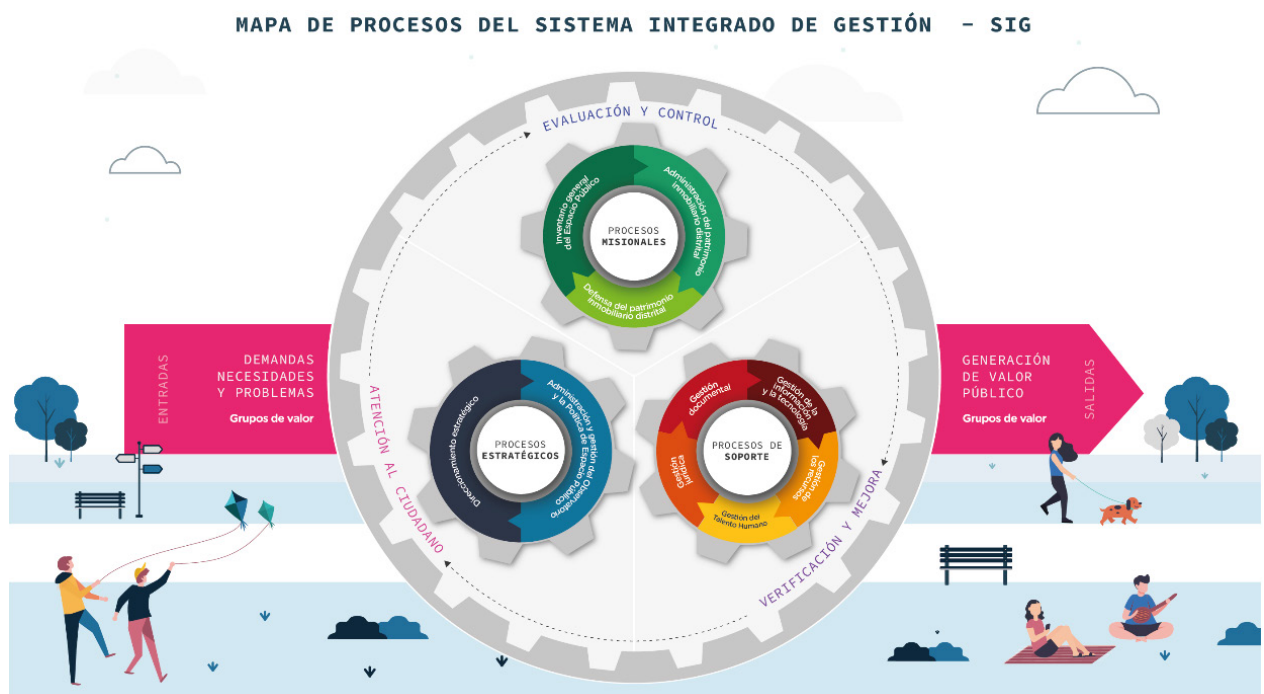 MAPA DE PROCESOS DEL SISTEMA INTEGRADO DE GESTIÓN – SIG
EVALUACIÓN Y CONTROL
Inventario General
del Espacio Público
Administración del patrimonio
inmobiliario distrital
PROCESOS
MISIONALES
Defensa del patrimonio
inmobiliario distrital
ENTRADAS
DEMANDAS
NECESIDADES
Y PROBLEMAS
Grupos de valor
ATENCIÓN AL CIUDADANO
Direccionamiento estratégico
PROCESOS
ESTRATÉGICOS
Administración y gestión del Observatorio
y la Política de Espacio Público
Gestión
documental
Gestión de la
información
y la tecnología
PROCESOS DE
SOPORTE
Gestión
jurídica
Gestión de
los recursos
Gestión del
Talento Humano
VERIFICACIÓN Y MEJORA
GENERACIÓN
DE VALOR
PÚBLICO
Grupos de valor
SALIDAS